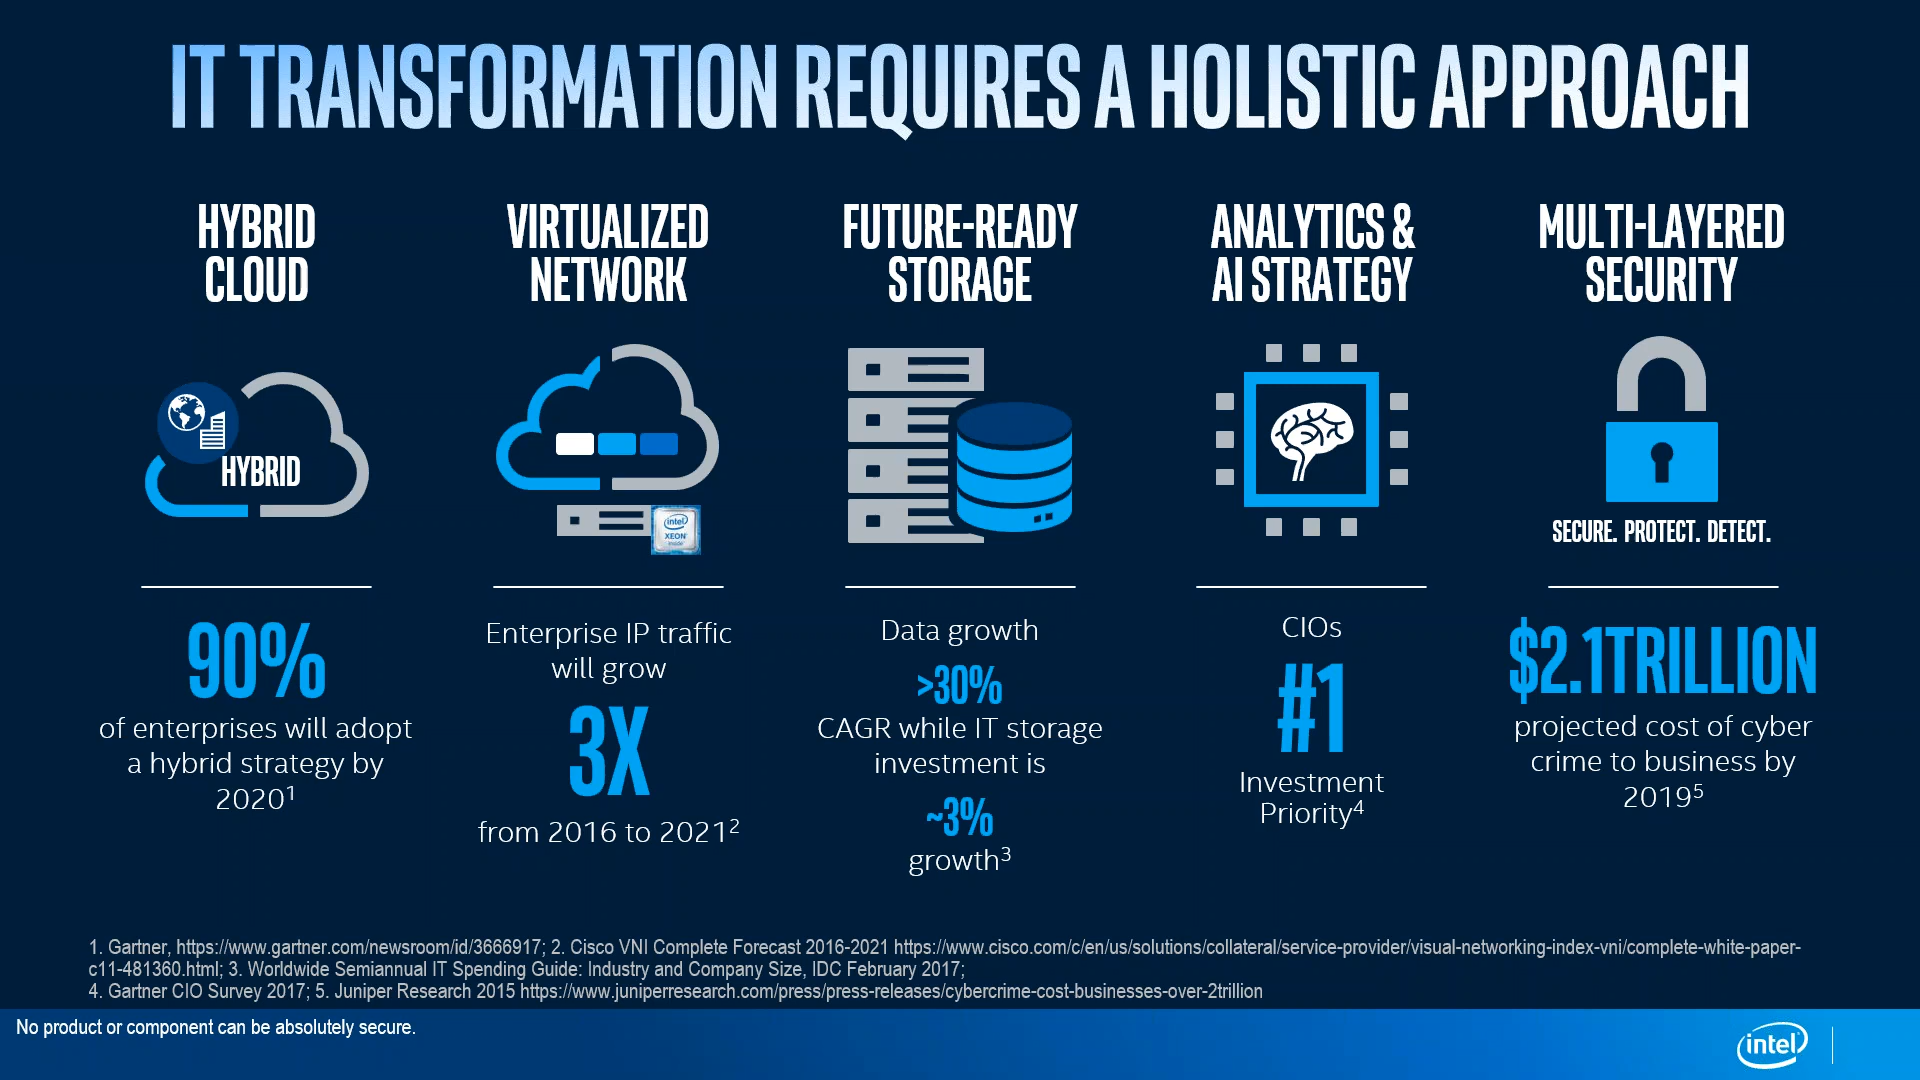 IT TRANSFORMATION REQUIRES A HOLISTIC APPROACH
HYBRID
CLOUD
HYBRID
90%
of enterprises will adopt
a hybrid strategy by
2020¹
VIRTUALIZED
NETWORK
intel
XEON
inside
Enterprise IP traffic
will grow
3X
from 2016 to 2021²
FUTURE-READY
STORAGE
Data growth
>30%
CAGR while IT storage
investment is
~3%
growth³
ANALYTICS &
AI STRATEGY
CIOs
#1
Investment
Priority⁴
MULTI-LAYERED
SECURITY
SECURE. PROTECT. DETECT.
$2.1TRILLION
projected cost of cyber
crime to business by
2019⁵
1. Gartner, https://www.gartner.com/newsroom/id/3666917; 2. Cisco VNI Complete Forecast 2016-2021 https://www.cisco.com/c/en/us/solutions/collateral/service-provider/visual-networking-index-vni/complete-white-paper-
c11-481360.html; 3. Worldwide Semiannual IT Spending Guide: Industry and Company Size, IDC February 2017;
4. Gartner CIO Survey 2017; 5. Juniper Research 2015 https://www.juniperresearch.com/press/press-releases/cybercrime-cost-businesses-over-2trillion
No product or component can be absolutely secure.
intel